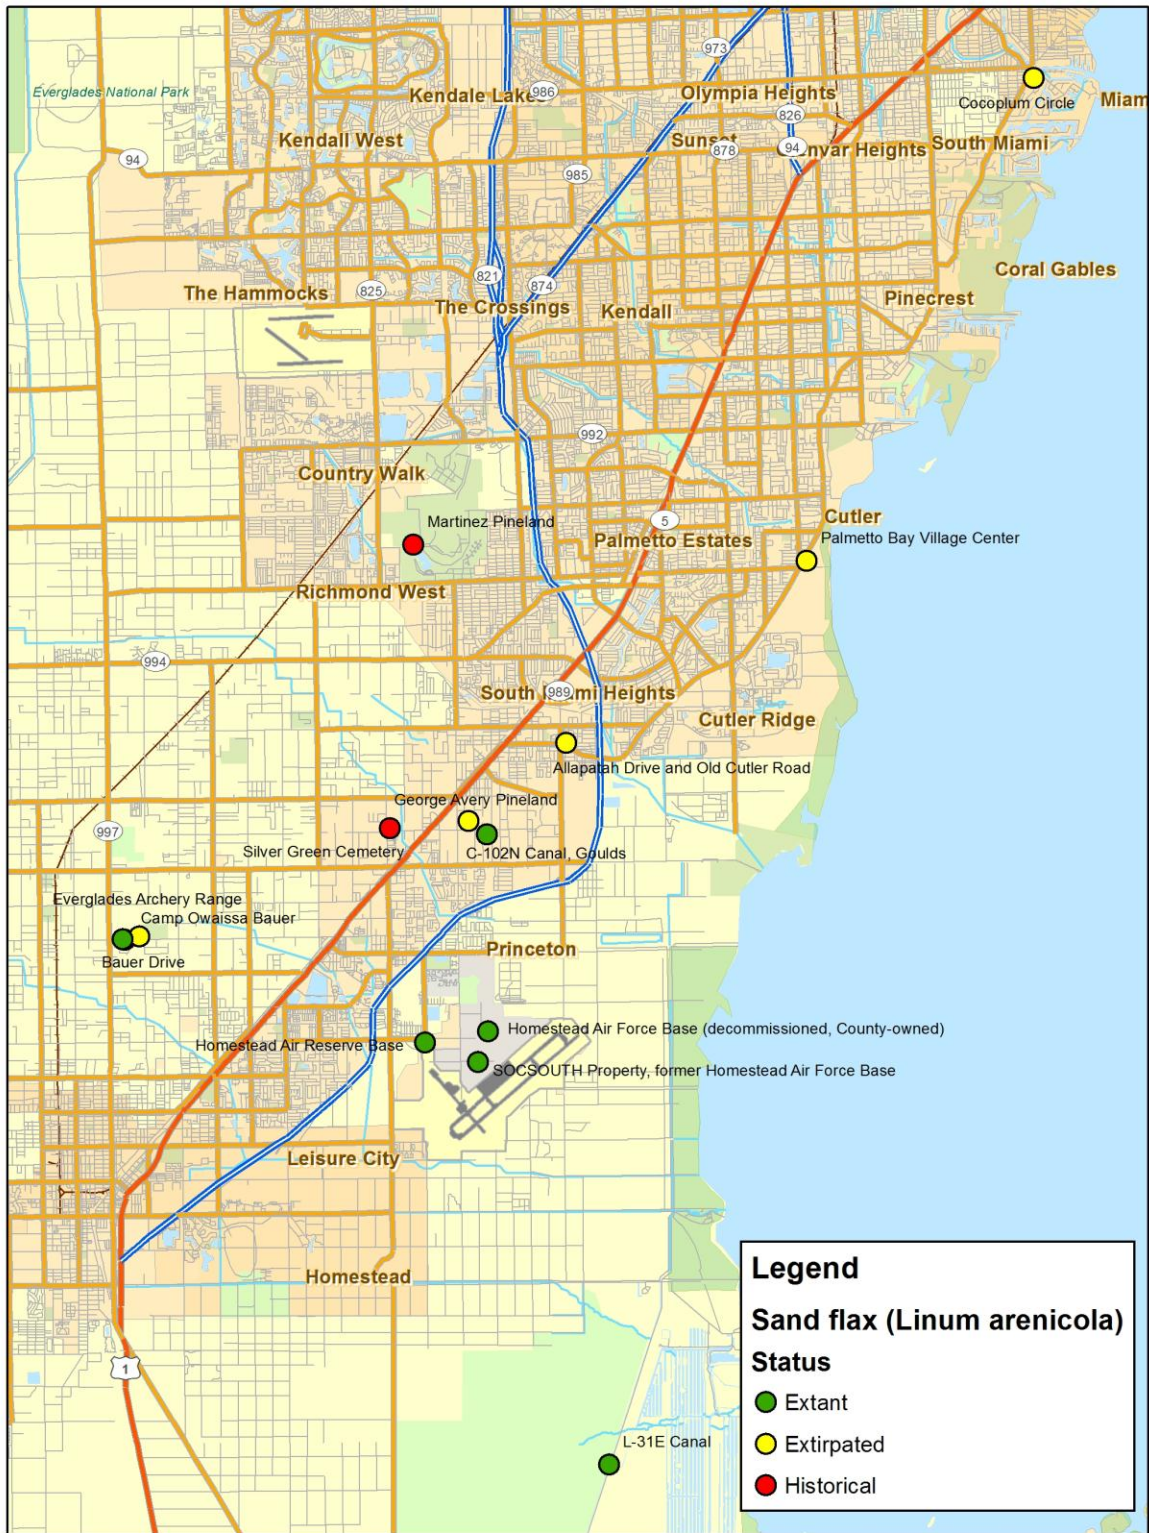 973
986
Everglades National Park
Kendale Lakes
Olympia Heights
Cocoplum Circle
Miam
826
Kendall West
Sunset
878
94
South Miami
94
985
Coral Gables
821
874
The Hammocks
825
The Crossings
Kendall
Pinecrest
992
Country Walk
Martinez Pineland
5
Cutler
Palmetto Estates
Palmetto Bay Village Center
Richmond West
994
South Miami Heights
989
Cutler Ridge
Allapatah Drive and Old Cutler Road
George Avery Pineland
997
Silver Green Cemetery
C-102N Canal, Goulds
Everglades Archery Range
Camp Owaissa Bauer
Bauer Drive
Princeton
Homestead Air Force Base (decommissioned, County-owned)
Homestead Air Reserve Base
SOCSOUTH Property, former Homestead Air Force Base
Leisure City
Homestead
1
L-31E Canal
Legend
Sand flax (Linum arenicola)
Status
Extant
Extirpated
Historical